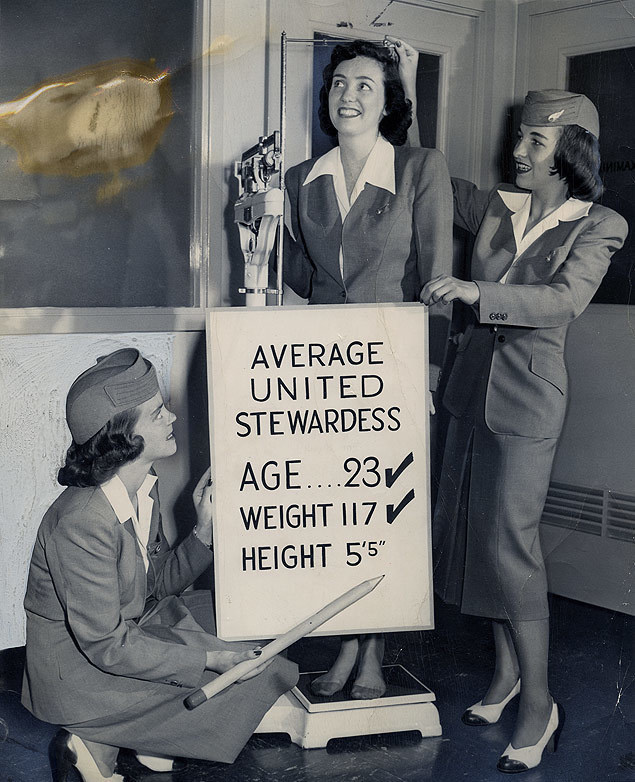 AVERAGE
UNITED
STEWARDESS
AGE....23✔
WEIGHT 117✔
HEIGHT 5'5"